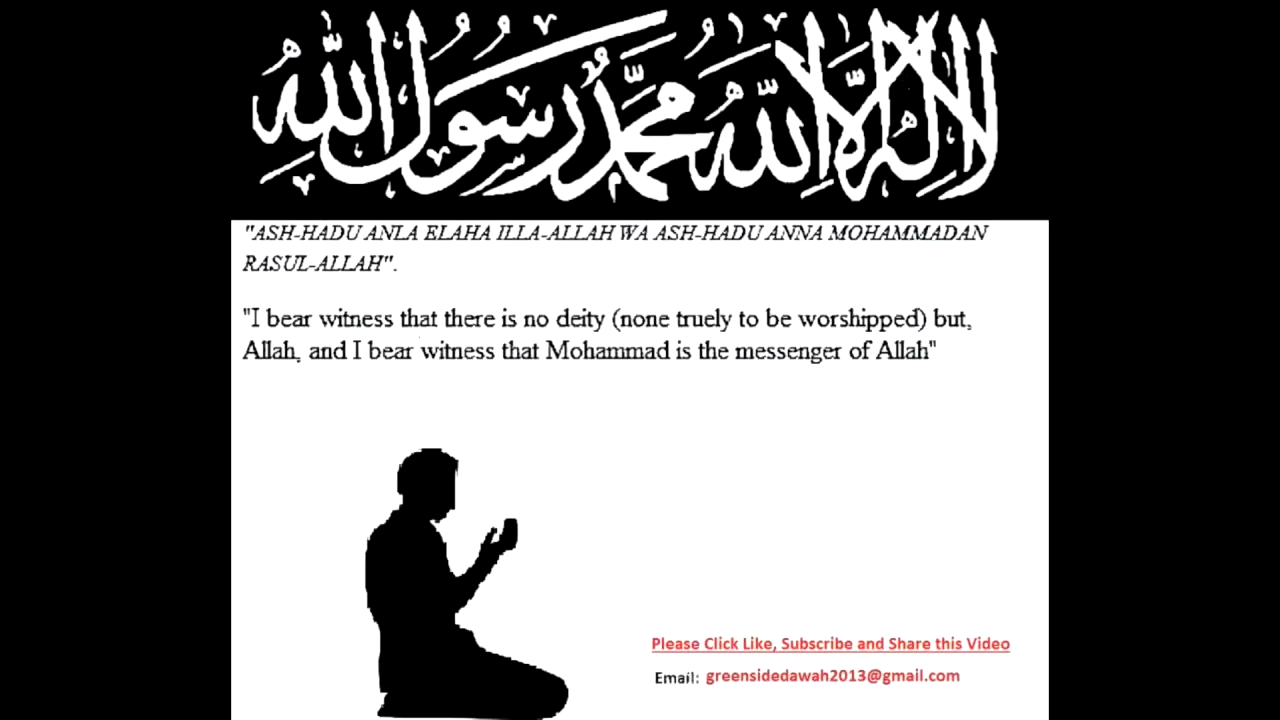 لا إله إلا الله محمد رسول الله
"ASH-HADU ANLA ELAHA ILLA-ALLAH WA ASH-HADU ANNA MOHAMMADAN
RASUL-ALLAH".
"I bear witness that there is no deity (none truely to be worshipped) but,
Allah, and I bear witness that Mohammad is the messenger of Allah"
Please Click Like, Subscribe and Share this Video
Email: greensidedawah2013@gmail.com